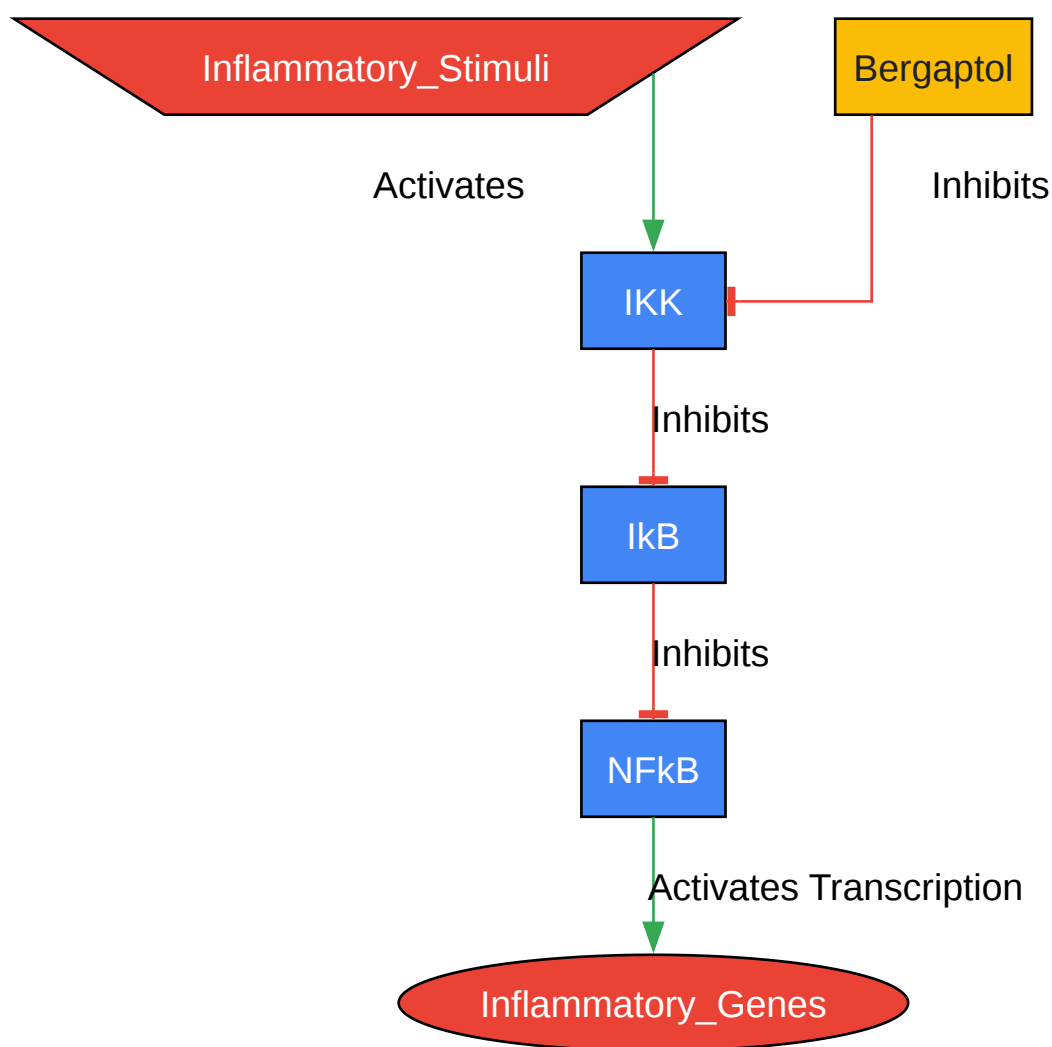 Inflammatory_Stimuli
Bergaptol
Activates
Inhibits
IKK
Inhibits
IkB
Inhibits
NFkB
Activates Transcription
Inflammatory_Genes